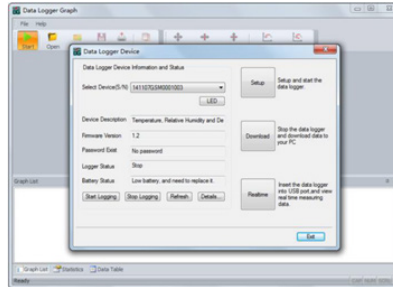 Data Logger Graph
File Help
Start Open
Data Logger Device
Data Logger Device Information and Status
Select Device(S/N)
LED
Device Description Temperature, Relative Humidity and De
Firmware Version 1.2
Password Exist No password
Logger Status Stop
Battery Status Low battery, and need to replace it.
Start Logging Stop Logging Refresh Details...
Setup Setup and start the
data logger.
Download Stop the data logger
and download data to
your PC
Realtime Insert the data logger
into USB port,and view
real time measuring
data.
Exit
Graph List
Graph List Statistics Data Table
Ready